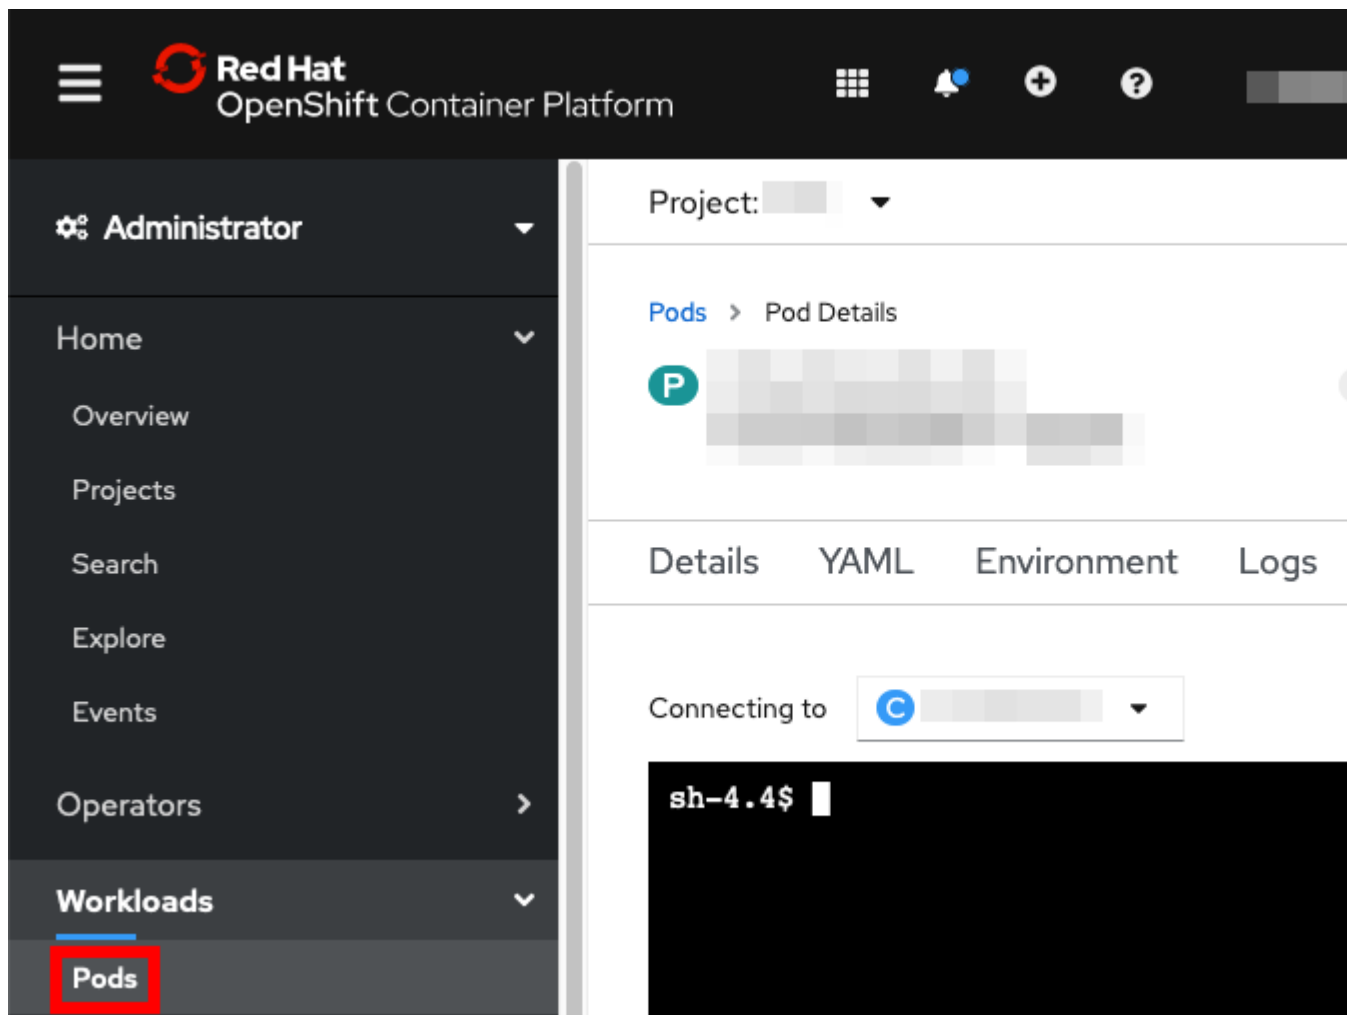 Red Hat
OpenShift Container Platform
Administrator
Home
Overview
Projects
Search
Explore
Events
Operators
Workloads
Pods
Project:
Pods > Pod Details
P
Details YAML Environment Logs
Connecting to C
sh-4.4$